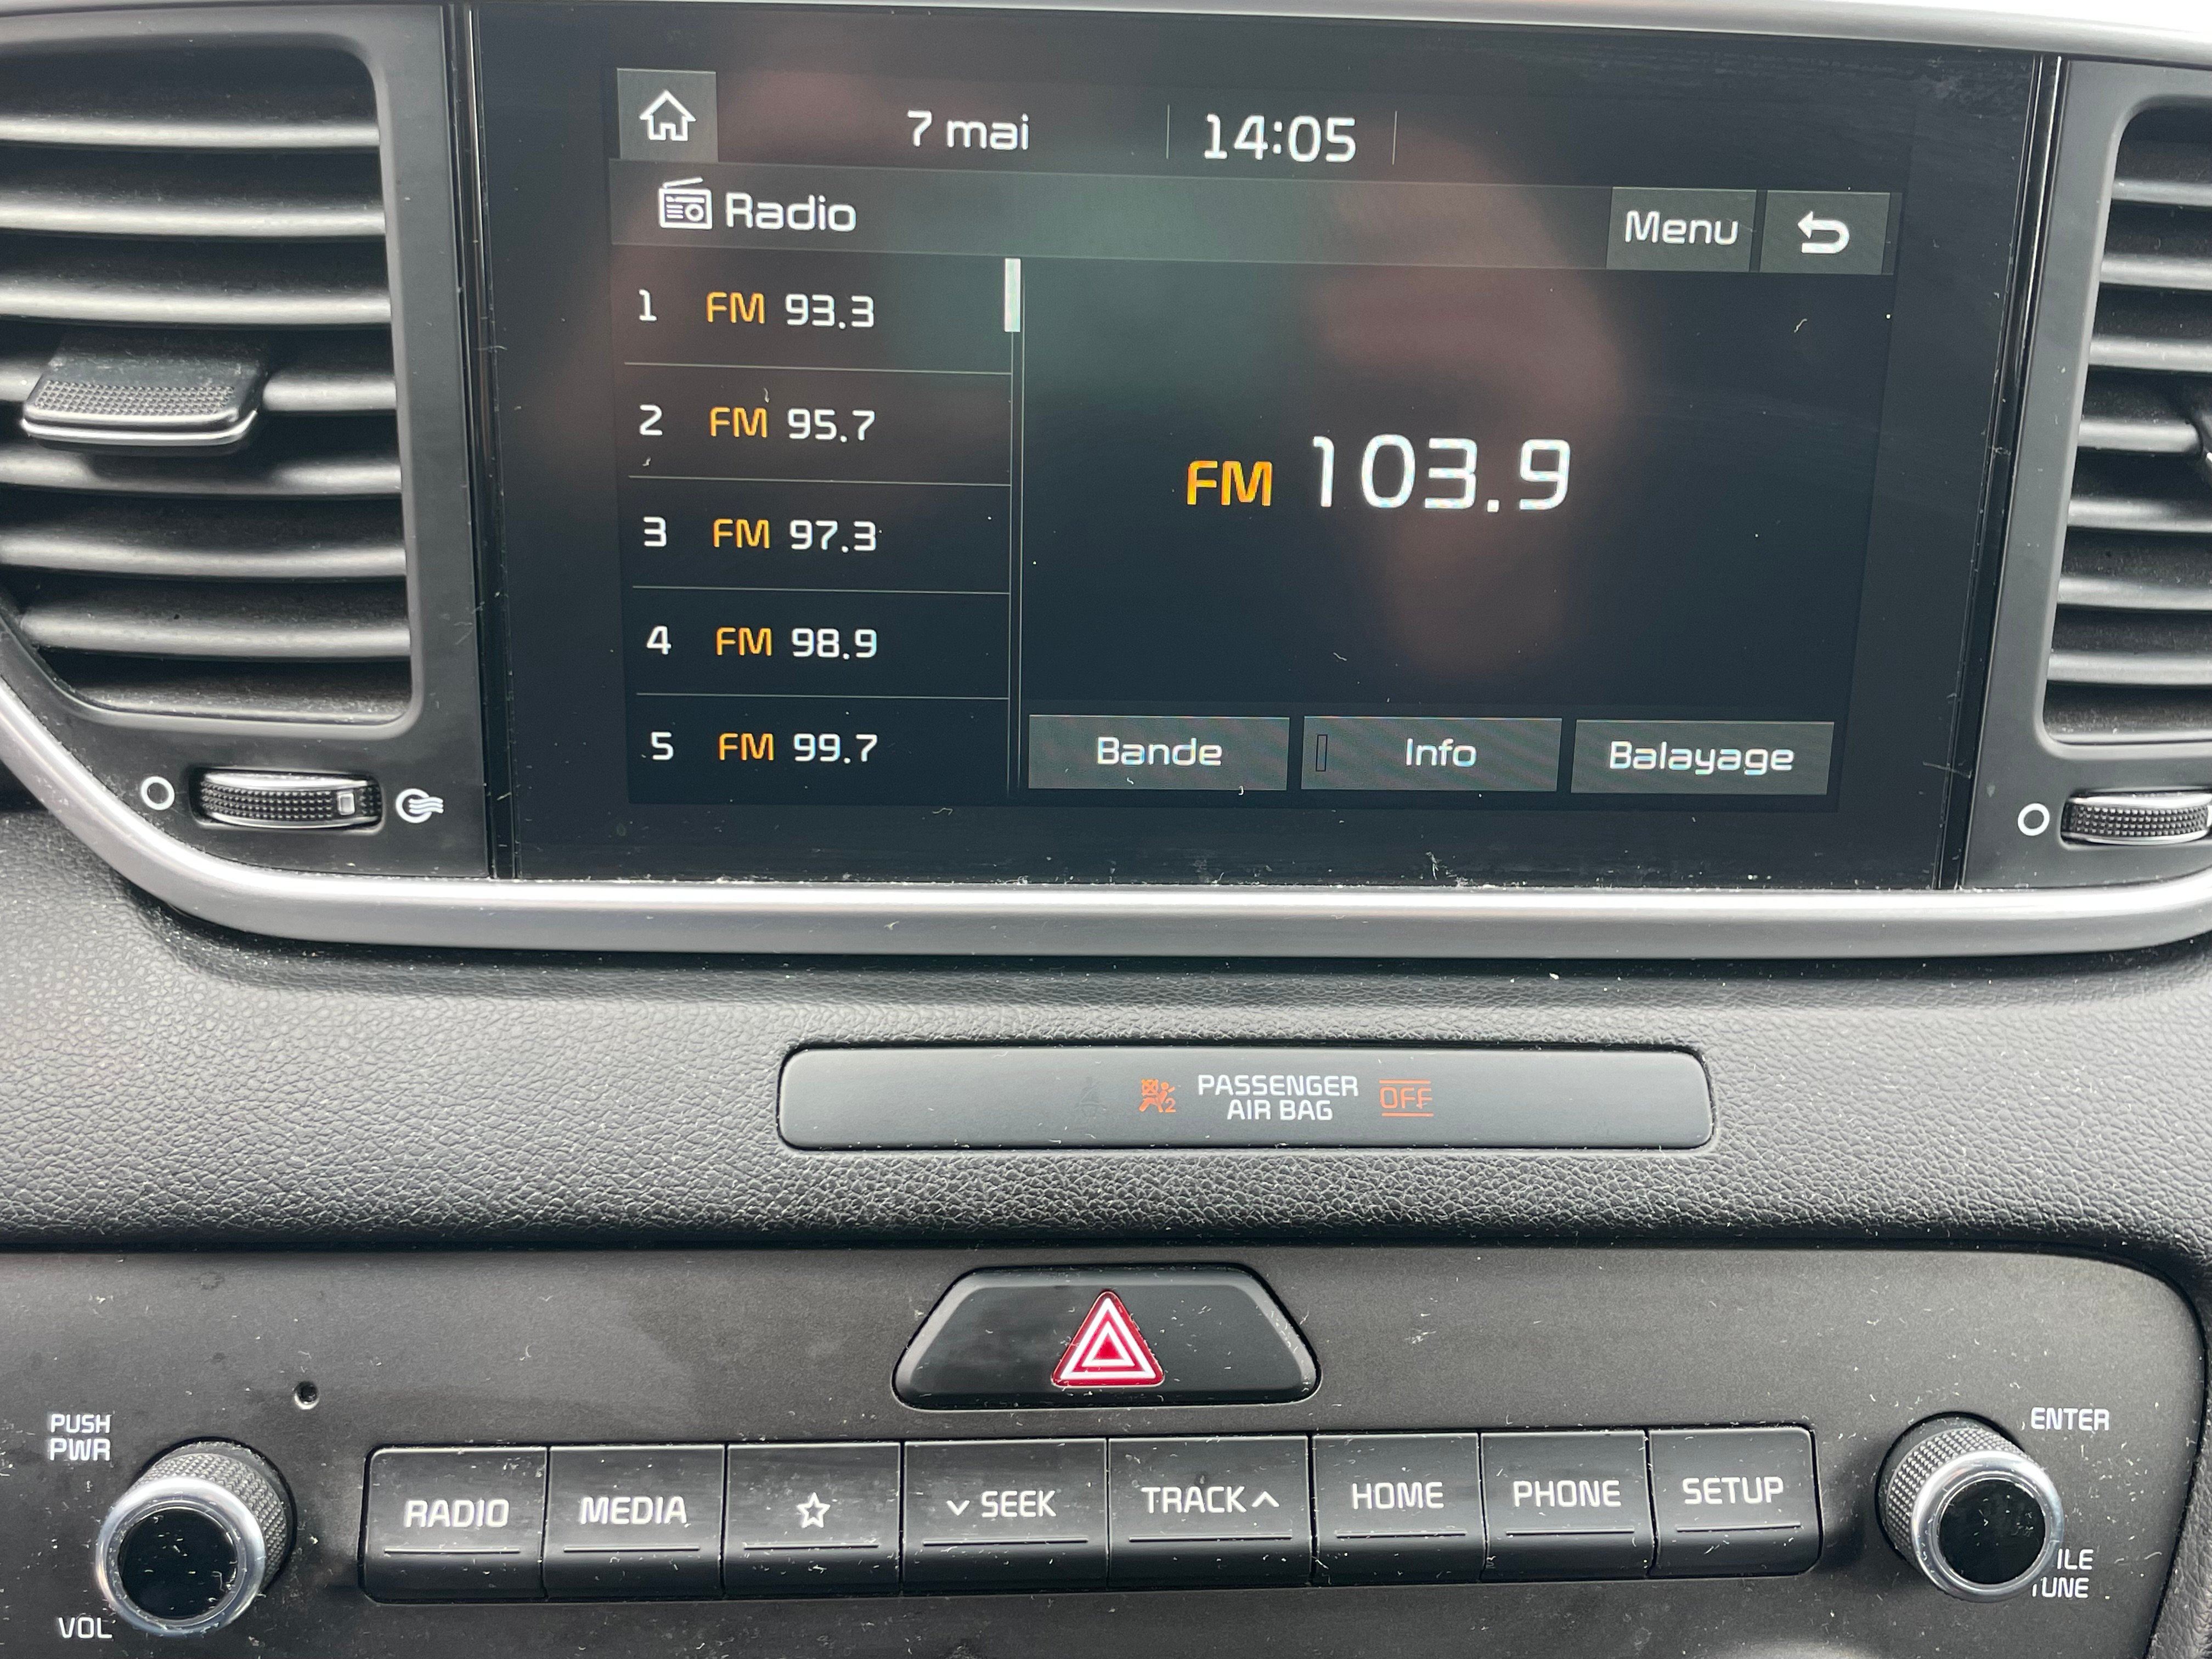 7 mai 14:05
Radio Menu
1 FM 93.3
2 FM 95.7
3 FM 97.3
4 FM 98.9
5 FM 99.7
FM 103.9
Bande Info Balayage
2 PASSENGER
AIR BAG OFF
PUSH
PWR
VOL
RADIO MEDIA SEEK TRACK HOME PHONE SETUP
ENTER
TUNE